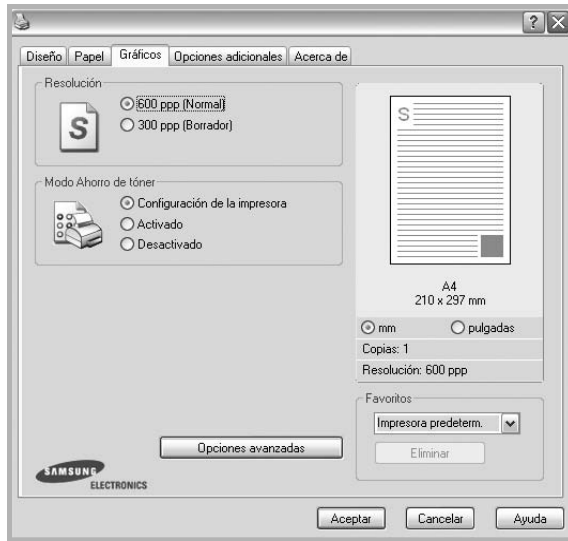 Diseño Papel Gráficos Opciones adicionales Acerca de
Resolución
S
600 ppp (Normal)
300 ppp (Borrador)
Modo Ahorro de tóner
Configuración de la impresora
Activado
Desactivado
Opciones avanzadas
SAMSUNG
ELECTRONICS
S
A4
210 x 297 mm
mm pulgadas
Copias: 1
Resolución: 600 ppp
Favoritos
Impresora predeterm.
Eliminar
Aceptar Cancelar Ayuda